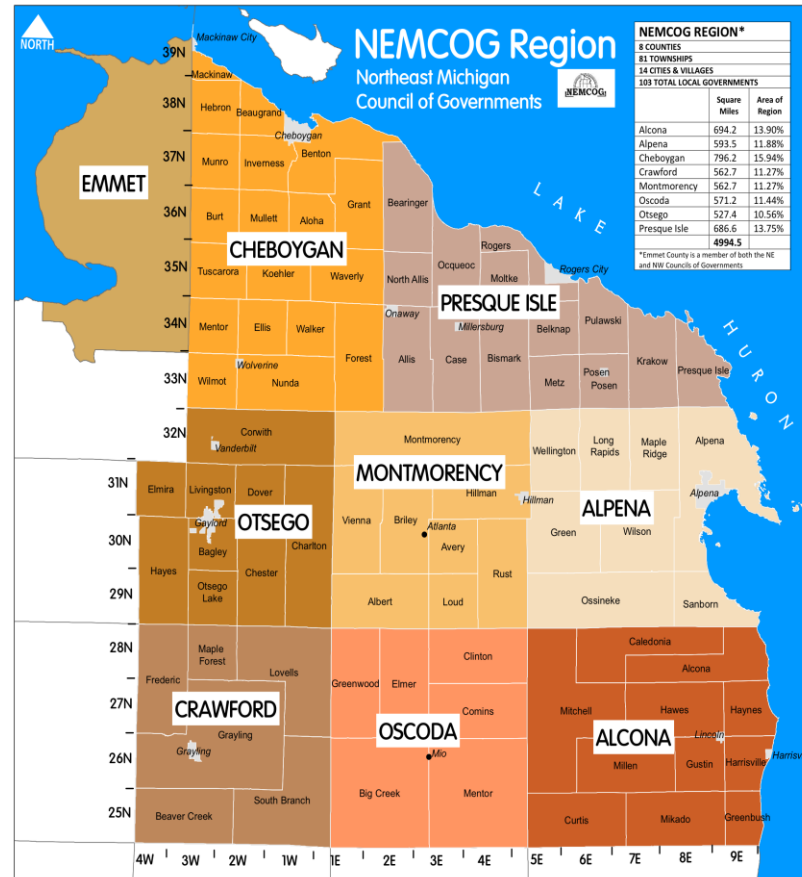 NORTH
Mackinaw City
NEMCOG Region
Northeast Michigan
Council of Governments
NEMCOG
NEMCOG REGION*
8 COUNTIES
81 TOWNSHIPS
14 CITIES & VILLAGES
103 TOTAL LOCAL GOVERNMENTS
Square Miles Area of Region
Alcona 694.2 13.90%
Alpena 593.5 11.88%
Cheboygan 796.2 15.94%
Crawford 562.7 11.27%
Montmorency 562.7 11.27%
Oscoda 571.2 11.44%
Otsego 527.4 10.56%
Presque Isle 686.6 13.75%
4994.5
*Emmet County is a member of both the NE
and NW Councils of Governments
LAKE
HURON
39N
38N
37N
36N
35N
34N
33N
32N
31N
30N
29N
28N
27N
26N
25N
EMMET
Mackinaw
Hebron
Beaugrand
Cheboygan
Munro
Inverness
Benton
Grant
Burt
Mullett
Aloha
CHEBOYGAN
Tuscarora
Koehler
Waverly
Mentor
Ellis
Walker
Forest
Wolverine
Wilmot
Nunda
Bearinger
Ocqueoc
Rogers
North Allis
Moltke
Rogers City
PRESQUE ISLE
Onaway
Millersburg
Belknap
Pulawski
Allis
Case
Bismark
Metz
Posen
Posen
Krakow
Presque Isle
Corwith
Vanderbilt
Elmira
Livingston
Dover
Gaylord
OTSEGO
Hayes
Bagley
Chester
Charlton
Otsego
Lake
Montmorency
MONTMORENCY
Hillman
Hillman
Vienna
Briley
Atlanta
Avery
Rust
Albert
Loud
Wellington
Long
Rapids
Maple
Ridge
Alpena
Alpena
ALPENA
Green
Wilson
Ossineke
Sanborn
Maple
Forest
Frederic
Lovells
CRAWFORD
Grayling
Grayling
Beaver Creek
South Branch
Clinton
Greenwood
Elmer
Comins
OSCODA
Mio
Big Creek
Mentor
Caledonia
Alcona
Mitchell
Hawes
Haynes
Lincoln
ALCONA
Millen
Gustin
Harrisville
Harrisv
Curtis
Mikado
Greenbush
4W 3W 2W 1W 1E 2E 3E 4E 5E 6E 7E 8E 9E